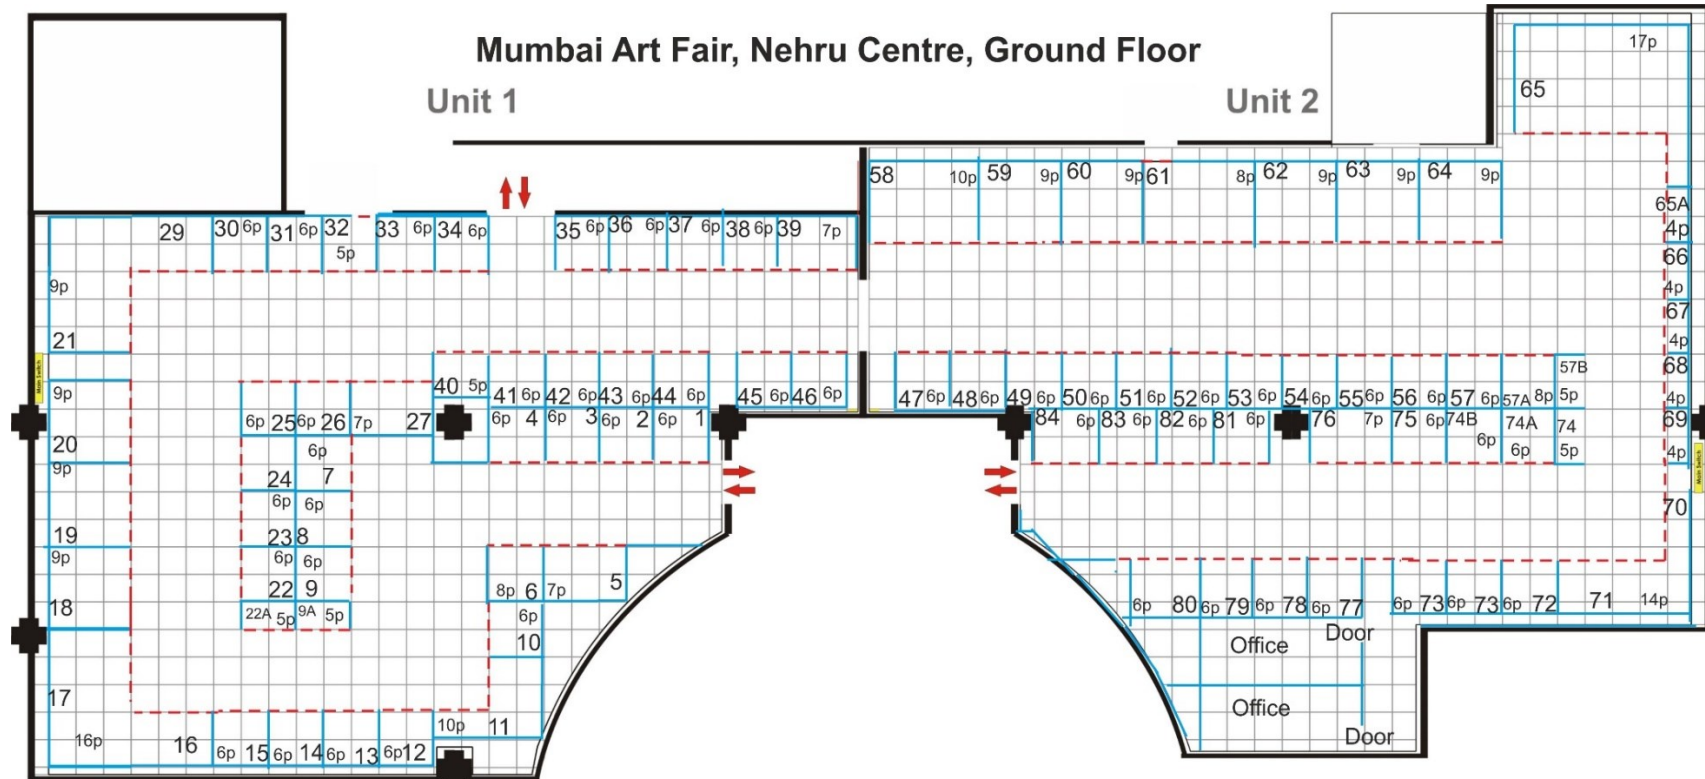 Mumbai Art Fair, Nehru Centre, Ground Floor
Unit 1
Unit 2
17p
65
58 10p 59 9p 60 9p 61 8p 62 9p 63 9p 64 9p
65A
4p
66
4p
67
4p
68
4p
69
4p
70
29 30 6p 31 6p 32 5p 33 6p 34 6p
35 6p 36 6p 37 6p 38 6p 39 7p
9p
21
Main Switch
9p
20
9p
19
9p
18
17
16p
16
40 5p 41 6p 42 6p 43 6p 44 6p
45 6p 46 6p
6p 4 6p 3 6p 2 6p 1
6p 25 6p 26 7p 27
6p
24 7
6p 6p
23 8
6p 6p
22 9
22A 5p 9A 5p
8p 6 7p 5
6p
10
10p 11
6p 15 6p 14 6p 13 6p 12
47 6p 48 6p 49 6p 50 6p 51 6p 52 6p 53 6p 54 6p 55 6p 56 6p 57 6p 57A 8p
57B
5p
84 6p 83 6p 82 6p 81 6p
76 7p 75 6p 74B 6p 74A 6p
74
5p
Main Switch
6p 80 6p 79 6p 78 6p 77
6p 73 6p 73 6p 72 71 14p
Office
Door
Office
Door